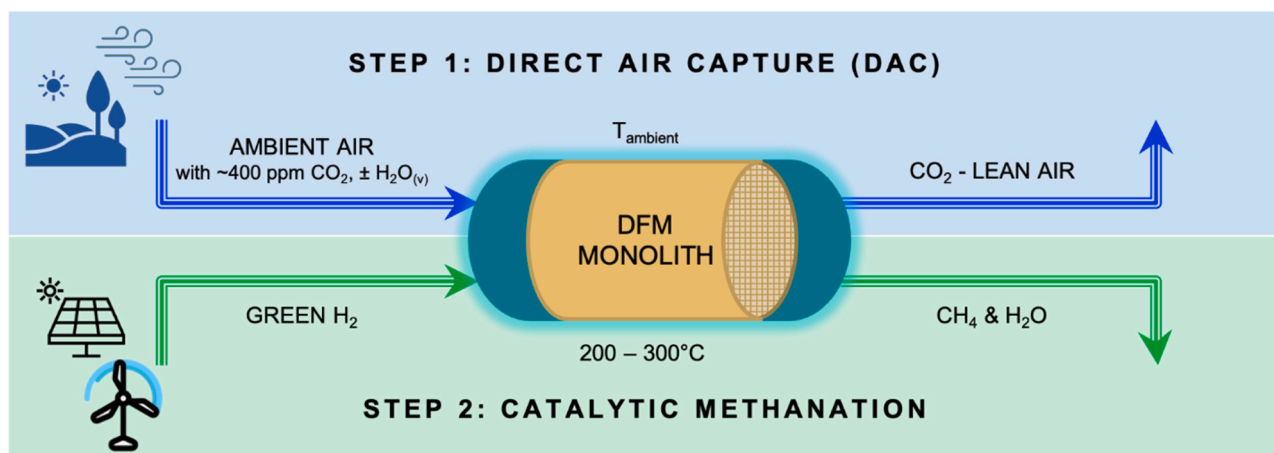 STEP 1: DIRECT AIR CAPTURE (DAC)
AMBIENT AIR
with ~400 ppm CO₂, ± H₂O₍ᵥ₎
T_ambient
CO₂ - LEAN AIR
DFM
MONOLITH
GREEN H₂
CH₄ & H₂O
200 – 300°C
STEP 2: CATALYTIC METHANATION